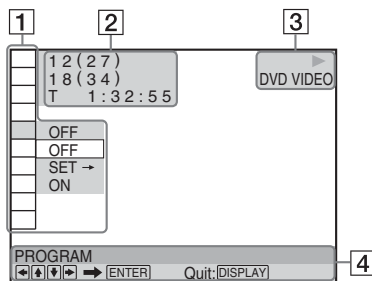 1 2 3
12(27)
18(34)
T 1:32:55
DVD VIDEO
OFF
OFF
SET →
ON
PROGRAM
← ↑ ↓ → ➡ ENTER Quit: DISPLAY
4